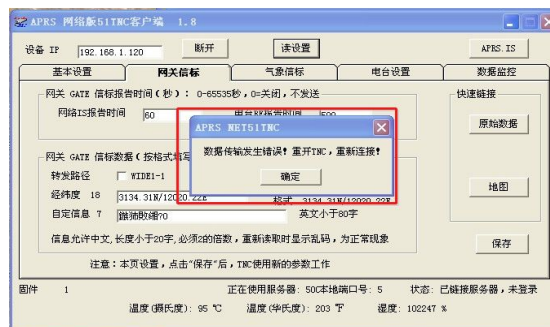 APRS 网络版51TNC客户端 1.8
设备 IP 192.168.1.120 断开 读设置 APRS.IS
基本设置 网关信标 气象信标 电台设置 数据监控
网关 GATE 信标报告时间(秒)：0-65535秒，0=关闭，不发送 快速链接
网络IS报告时间 60
原始数据
APRS NET51TNC
数据传输发生错误！重开TNC，重新连接！
确定
网关 GATE 信标数据(按格式填写
转发路径 WIDE1-1
经纬度 18 3134.31N/12020.22E 格式 3134.31N/12020.22E
地图
自定信息 7 英文小于80字
信息允许中文,长度小于20字,必须2的倍数，重新读取时显示乱码，为正常现象
保存
注意：本页设置，点击“保存”后，TNC使用新的参数工作
固件 1 正在使用服务器: 50C本地端口号: 5 状态: 已链接服务器，未登录
温度(摄氏度): 95 ℃ 温度(华氏度): 203 ℉ 湿度: 102247 %